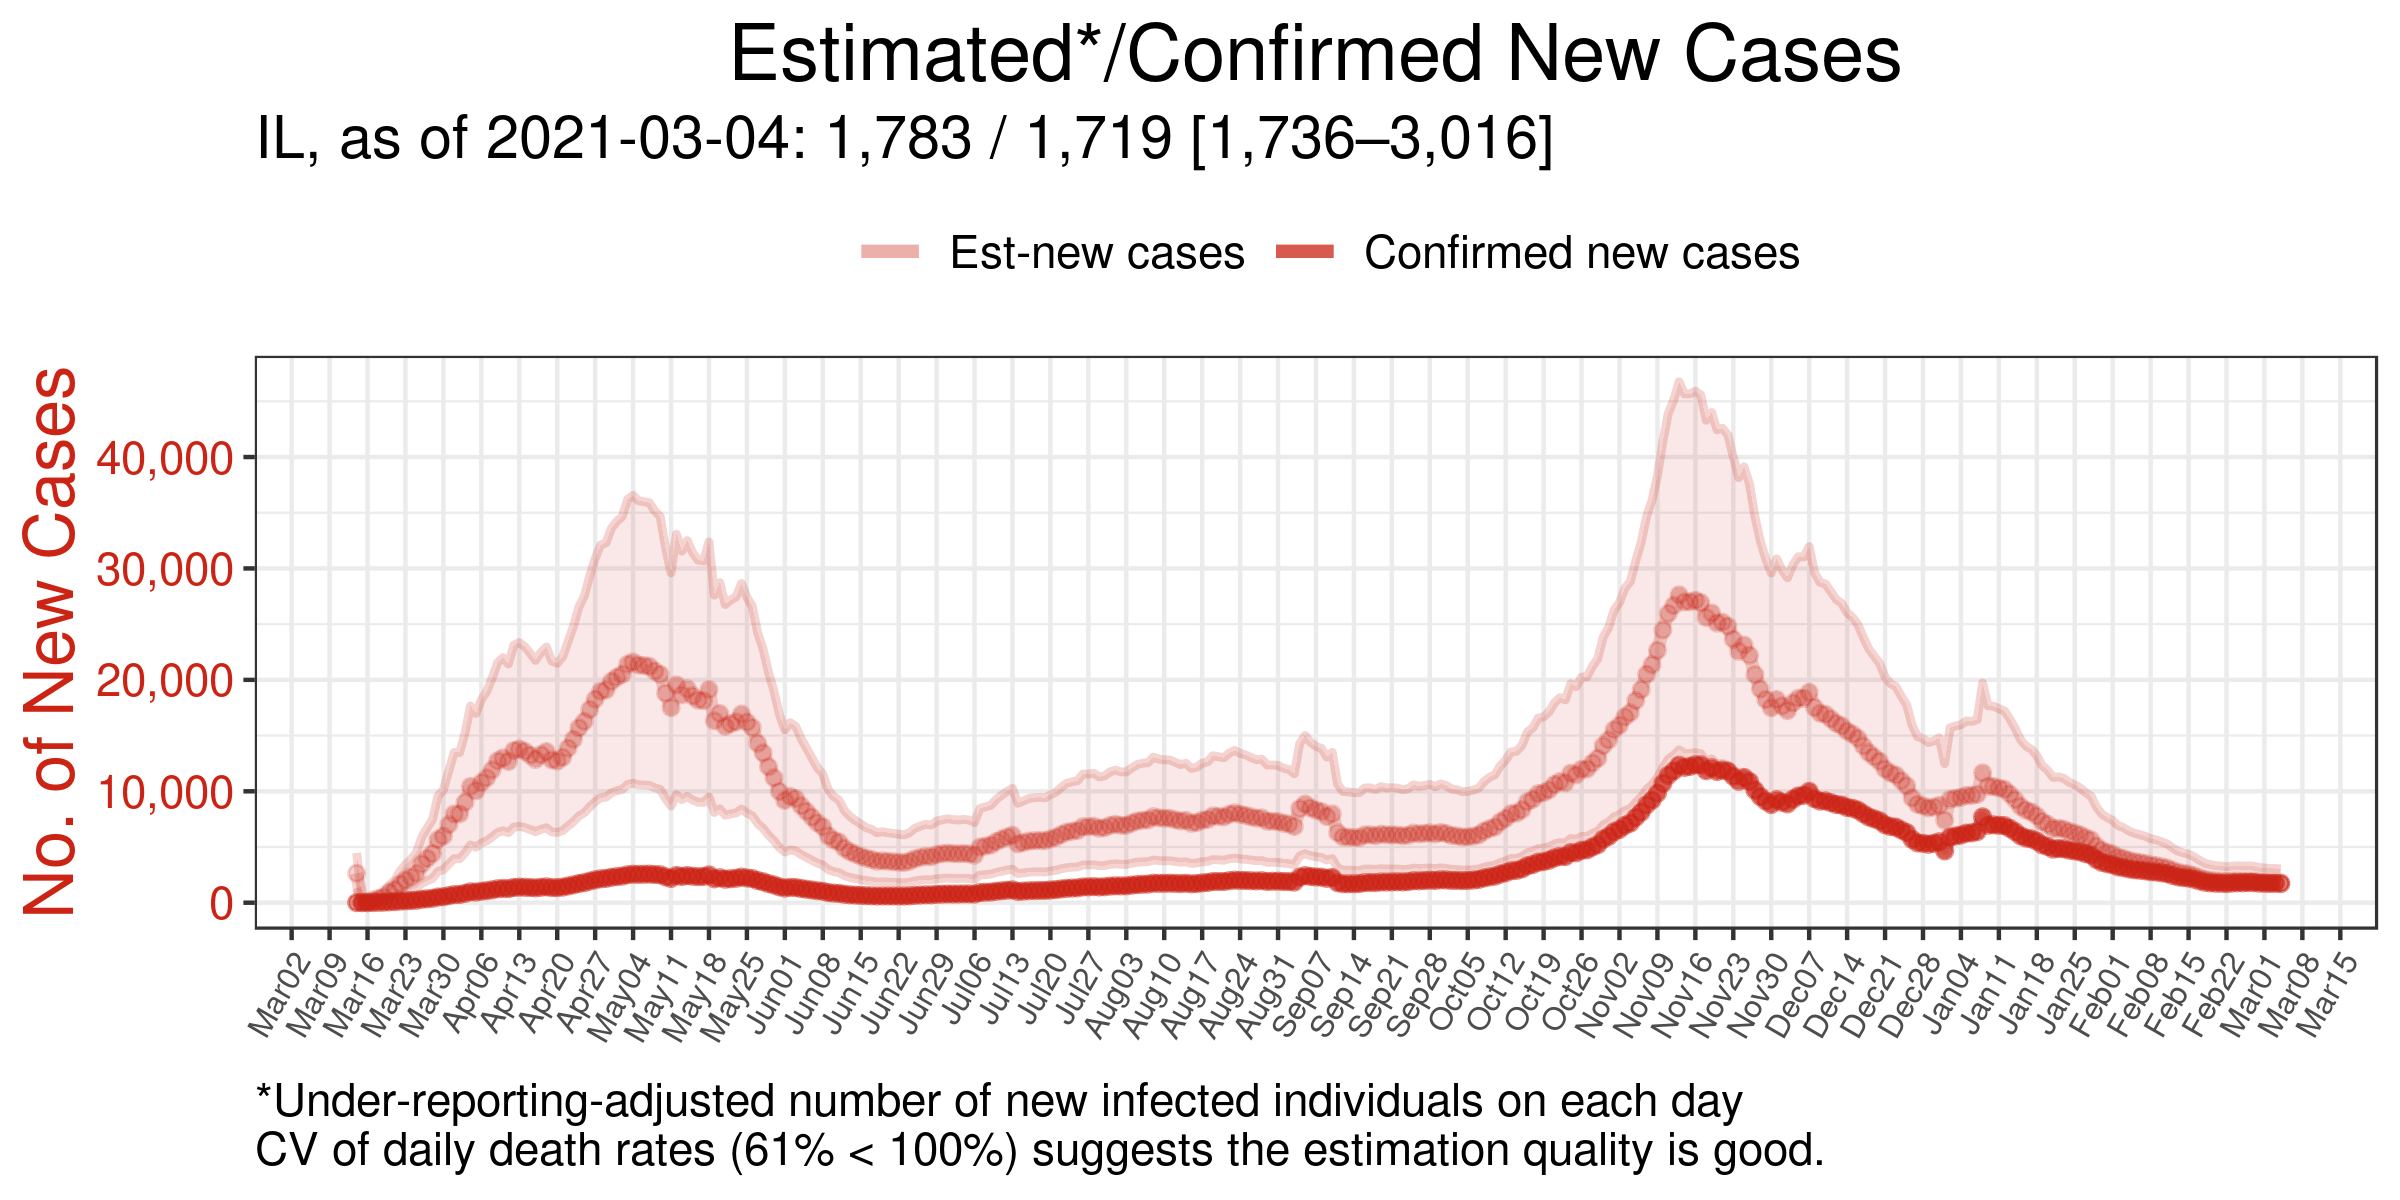 Estimated*/Confirmed New Cases
IL, as of 2021-03-04: 1,783 / 1,719 [1,736–3,016]
Est-new cases Confirmed new cases
No. of New Cases
40,000
30,000
20,000
10,000
0
Mar02 Mar09 Mar16 Mar23 Mar30 Apr06 Apr13 Apr20 Apr27 May04 May11 May18 May25 Jun01 Jun08 Jun15 Jun22 Jun29 Jul06 Jul13 Jul20 Jul27 Aug03 Aug10 Aug17 Aug24 Aug31 Sep07 Sep14 Sep21 Sep28 Oct05 Oct12 Oct19 Oct26 Nov02 Nov09 Nov16 Nov23 Nov30 Dec07 Dec14 Dec21 Dec28 Jan04 Jan11 Jan18 Jan25 Feb01 Feb08 Feb15 Feb22 Mar01 Mar08 Mar15
*Under-reporting-adjusted number of new infected individuals on each day
CV of daily death rates (61% < 100%) suggests the estimation quality is good.